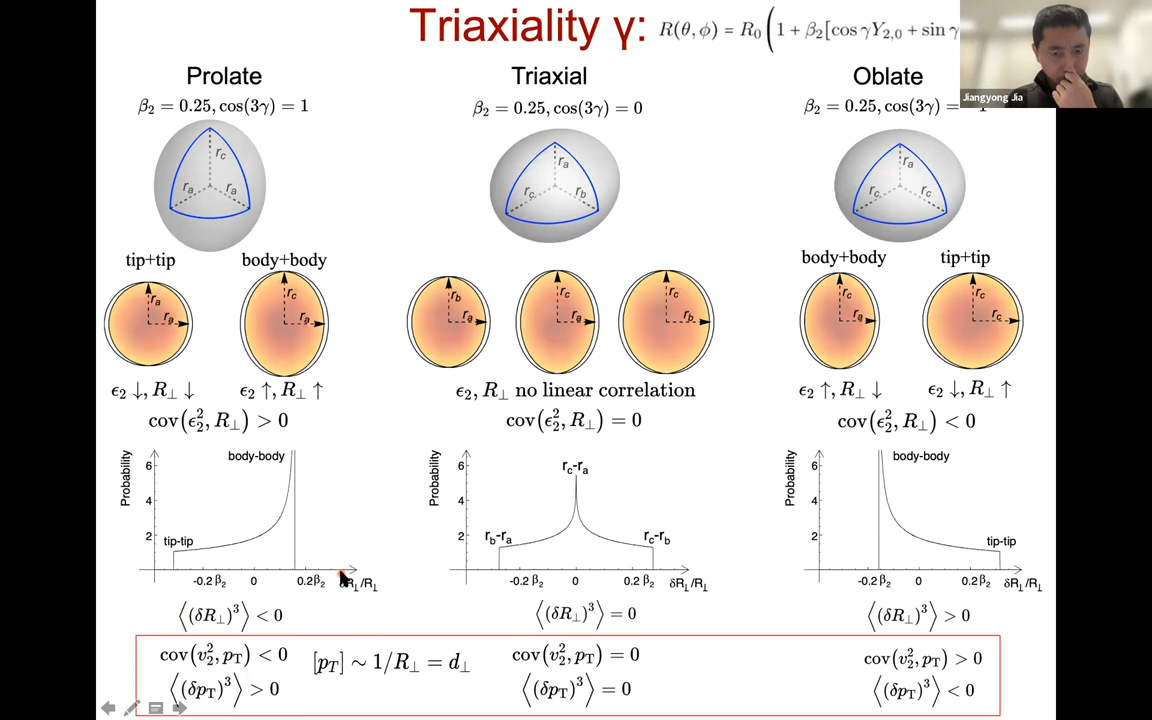 Triaxiality γ: R(θ, ϕ) = R₀ (1 + β₂[cos γY₂,₀ + sin γ
Jiangyong Jia
Prolate Triaxial Oblate
β₂ = 0.25, cos(3γ) = 1 β₂ = 0.25, cos(3γ) = 0 β₂ = 0.25, cos(3γ) =
r_c r_a r_a
r_a r_c r_b
r_a r_c r_c
tip+tip body+body body+body tip+tip
r_a r_a r_c r_a r_b r_a r_c r_a r_c r_b r_c r_a r_c r_c
ϵ₂ ↓, R⊥ ↓ ϵ₂ ↑, R⊥ ↑ ϵ₂, R⊥ no linear correlation ϵ₂ ↑, R⊥ ↓ ϵ₂ ↓, R⊥ ↑
cov(ϵ₂², R⊥) > 0 cov(ϵ₂², R⊥) = 0 cov(ϵ₂², R⊥) < 0
Probability 6 4 2 body-body tip-tip -0.2 β₂ 0 0.2β₂ R⊥/R⊥
Probability 6 4 2 r_c-r_a r_b-r_a r_c-r_b -0.2 β₂ 0 0.2 β₂ δR⊥/R⊥
Probability 6 4 2 body-body tip-tip -0.2 β₂ 0 0.2 β₂ δR⊥/R⊥
⟨(δR⊥)³⟩ < 0 ⟨(δR⊥)³⟩ = 0 ⟨(δR⊥)³⟩ > 0
cov(v₂², p_T) < 0 [p_T] ∼ 1/R⊥ = d⊥ cov(v₂², p_T) = 0 cov(v₂², p_T) > 0
⟨(δp_T)³⟩ > 0 ⟨(δp_T)³⟩ = 0 ⟨(δp_T)³⟩ < 0